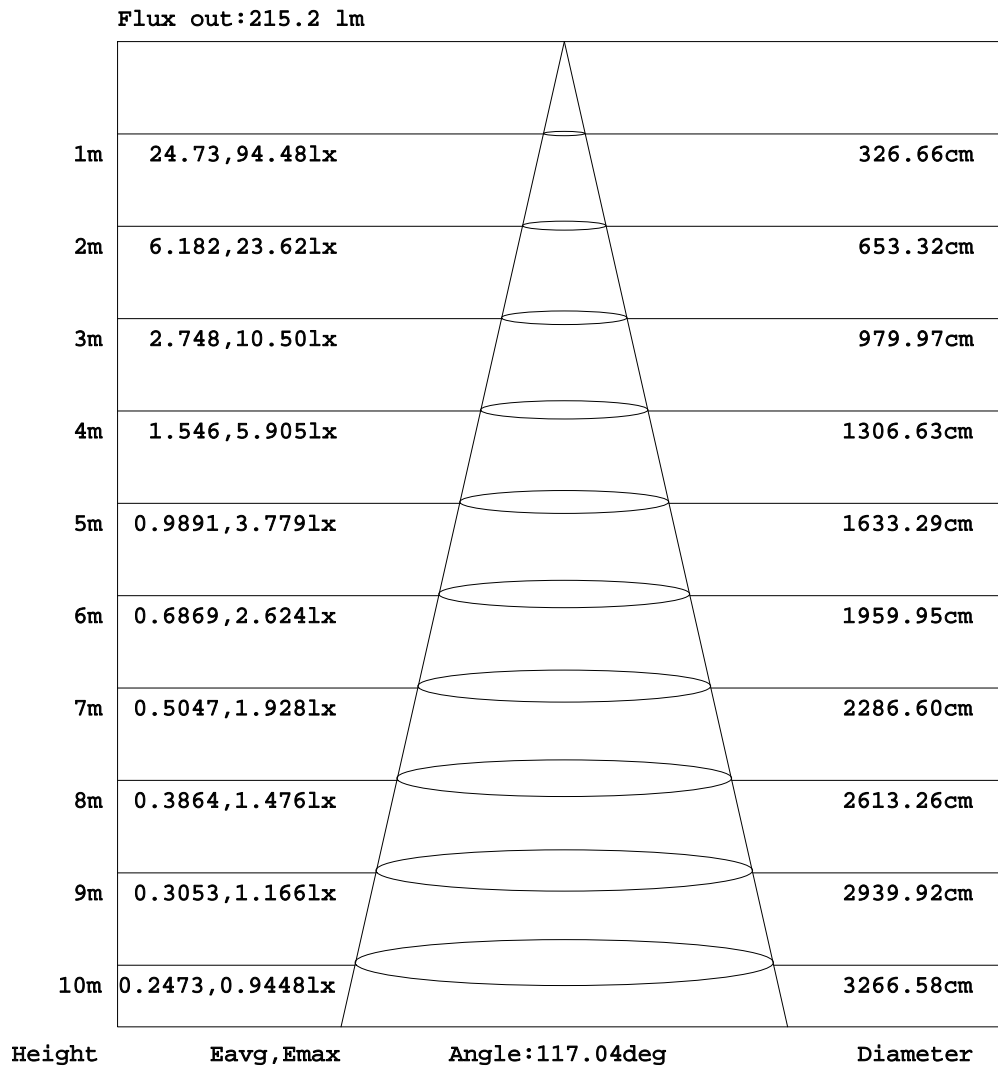 Flux out:215.2 lm
1m 24.73,94.48lx 326.66cm
2m 6.182,23.62lx 653.32cm
3m 2.748,10.50lx 979.97cm
4m 1.546,5.905lx 1306.63cm
5m 0.9891,3.779lx 1633.29cm
6m 0.6869,2.624lx 1959.95cm
7m 0.5047,1.928lx 2286.60cm
8m 0.3864,1.476lx 2613.26cm
9m 0.3053,1.166lx 2939.92cm
10m 0.2473,0.9448lx 3266.58cm
Height Eavg,Emax Angle:117.04deg Diameter